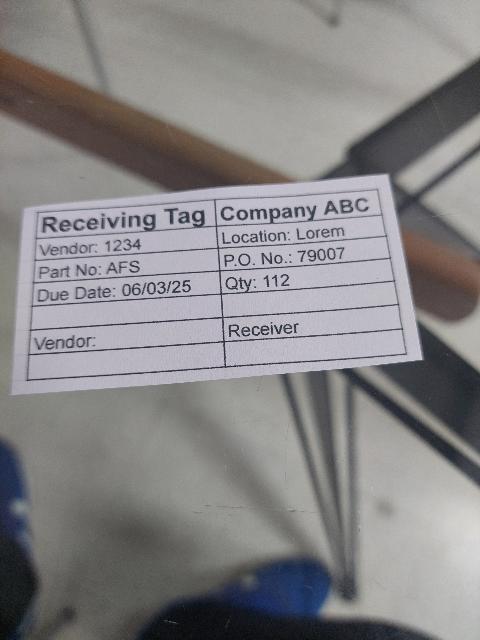 Receiving Tag Company ABC
Vendor: 1234 Location: Lorem
Part No: AFS P.O. No.: 79007
Due Date: 06/03/25 Qty: 112
Vendor: Receiver